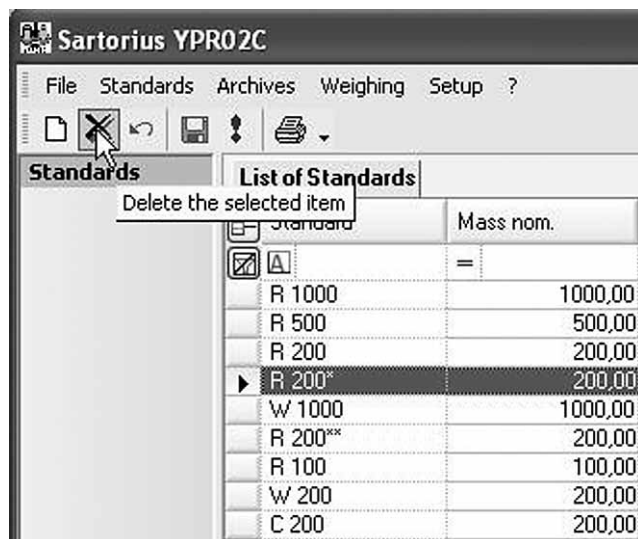 Sartorius YPR02C
File Standards Archives Weighing Setup ?
Standards
List of Standards
Delete the selected item
Standard Mass nom.
A =
R 1000 1000,00
R 500 500,00
R 200 200,00
R 200* 200,00
W 1000 1000,00
R 200** 200,00
R 100 100,00
W 200 200,00
C 200 200,00